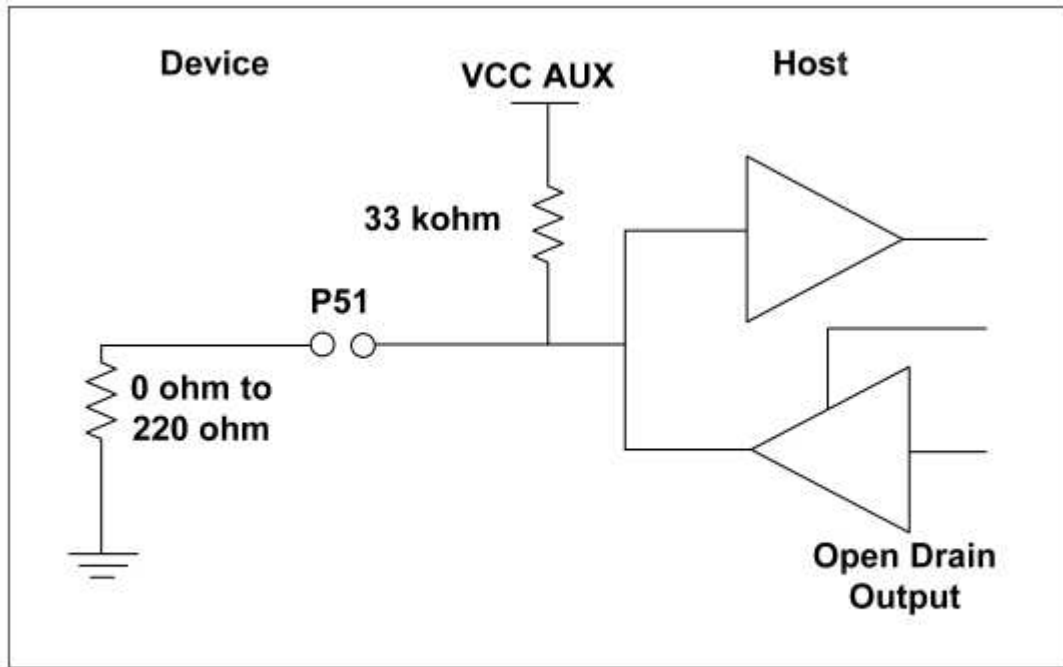 Device
VCC AUX
Host
33 kohm
P51
0 ohm to
220 ohm
Open Drain
Output